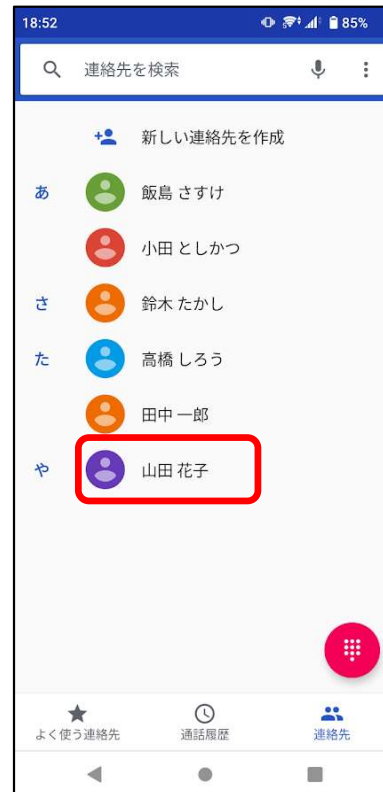 18:52 85%
連絡先を検索
新しい連絡先を作成
あ 飯島 さすけ
小田 としかつ
さ 鈴木 たかし
た 高橋 しろう
田中 一郎
や 山田 花子
よく使う連絡先 通話履歴 連絡先